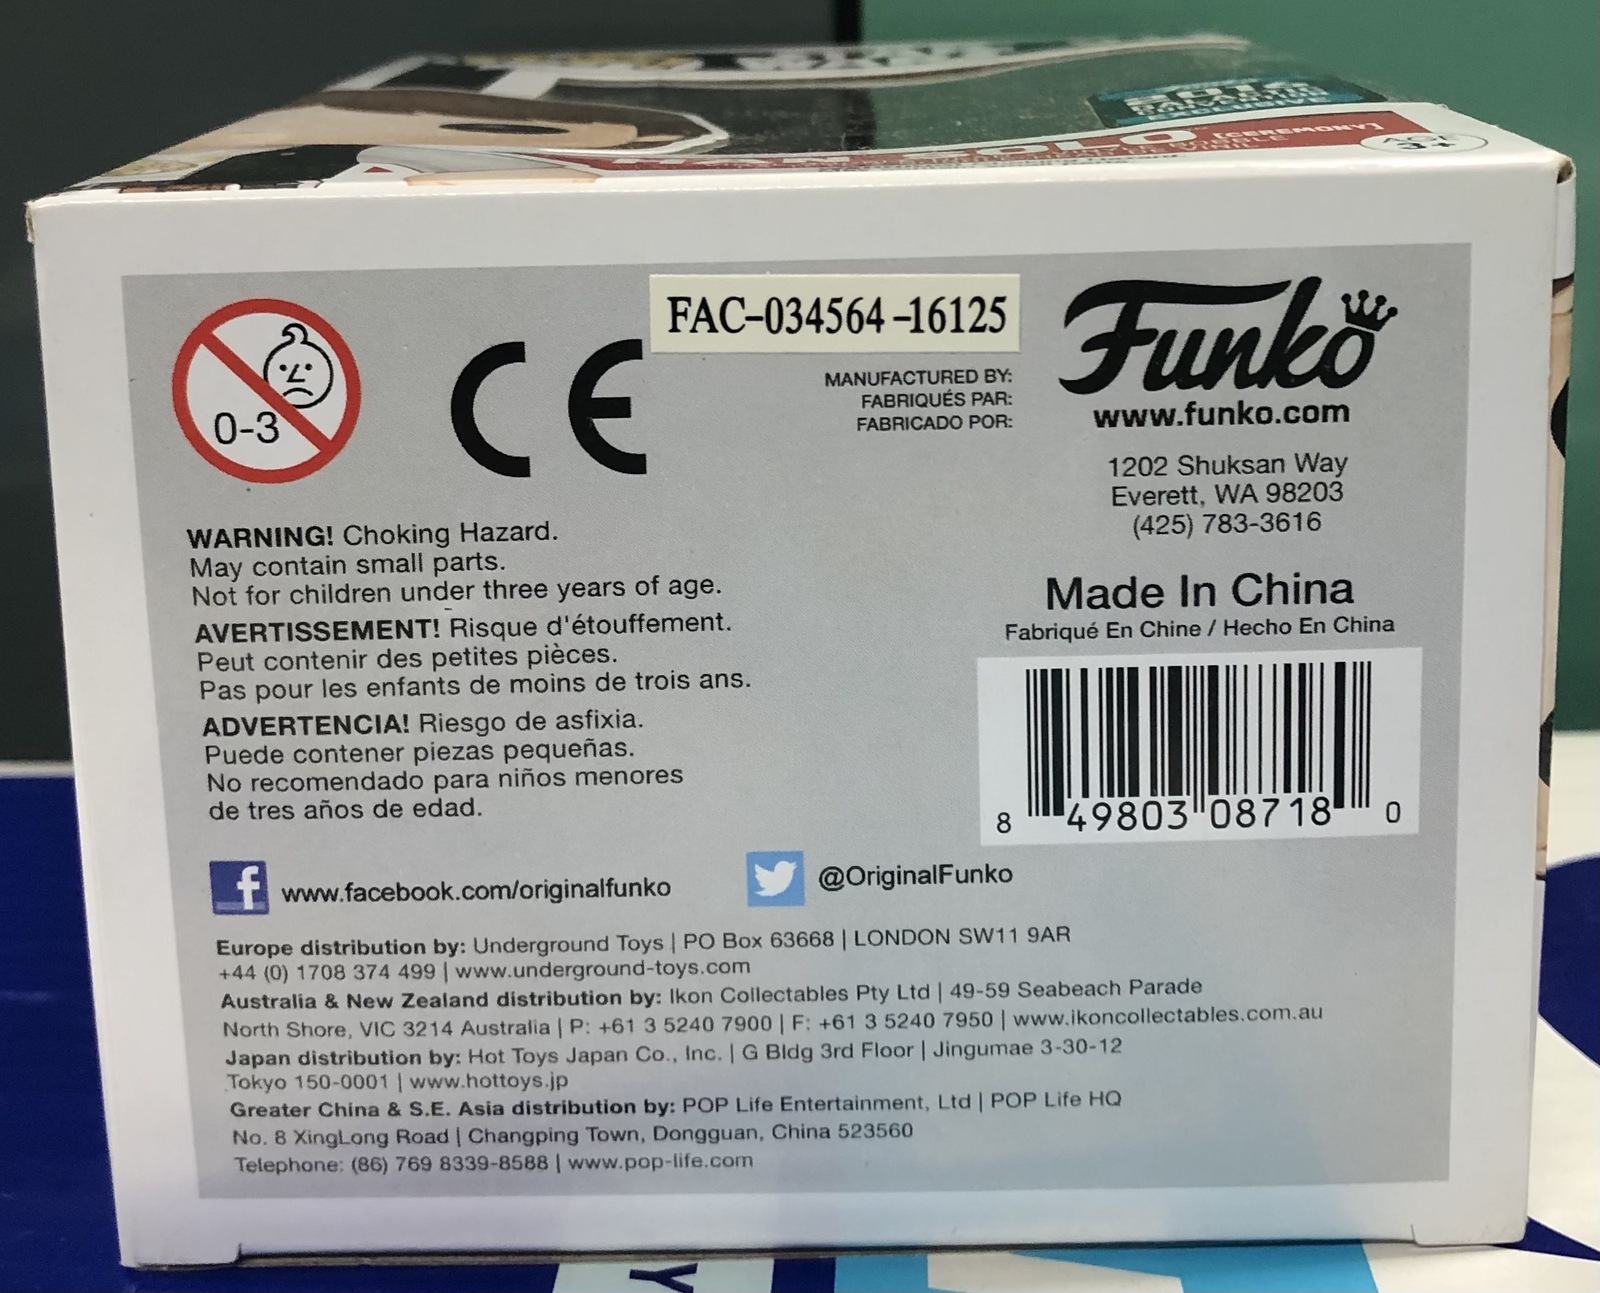 HAN SOLO [CEREMONY]
AGE 3+
FAC-034564-16125
0-3
CE
MANUFACTURED BY:
FABRIQUÉS PAR:
FABRICADO POR:
Funko
www.funko.com
1202 Shuksan Way
Everett, WA 98203
(425) 783-3616
WARNING! Choking Hazard.
May contain small parts.
Not for children under three years of age.
AVERTISSEMENT! Risque d'étouffement.
Peut contenir des petites pièces.
Pas pour les enfants de moins de trois ans.
ADVERTENCIA! Riesgo de asfixia.
Puede contener piezas pequeñas.
No recomendado para niños menores
de tres años de edad.
Made In China
Fabriqué En Chine / Hecho En China
8 49803 08718 0
f www.facebook.com/originalfunko
@OriginalFunko
Europe distribution by: Underground Toys | PO Box 63668 | LONDON SW11 9AR
+44 (0) 1708 374 499 | www.underground-toys.com
Australia & New Zealand distribution by: Ikon Collectables Pty Ltd | 49-59 Seabeach Parade
North Shore, VIC 3214 Australia | P: +61 3 5240 7900 | F: +61 3 5240 7950 | www.ikoncollectables.com.au
Japan distribution by: Hot Toys Japan Co., Inc. | G Bldg 3rd Floor | Jingumae 3-30-12
Tokyo 150-0001 | www.hottoys.jp
Greater China & S.E. Asia distribution by: POP Life Entertainment, Ltd | POP Life HQ
No. 8 XingLong Road | Changping Town, Dongguan, China 523560
Telephone: (86) 769 8339-8588 | www.pop-life.com